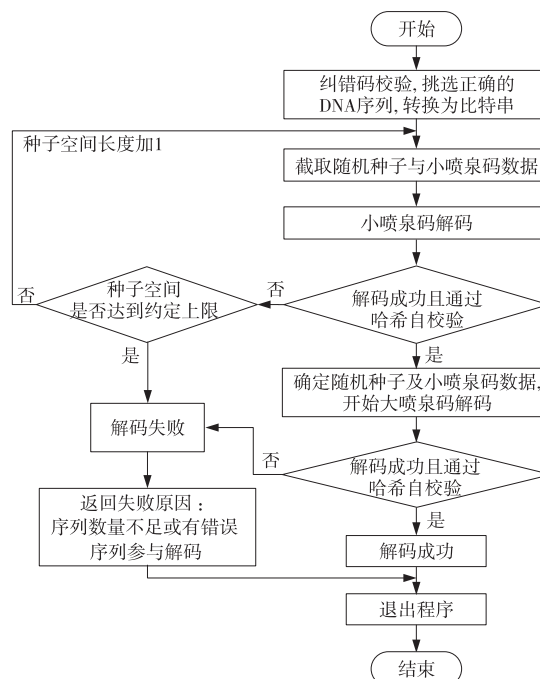 开始
纠错码校验,挑选正确的
DNA序列,转换为比特串
种子空间长度加1
截取随机种子与小喷泉码数据
小喷泉码解码
否
种子空间
是否达到约定上限
否
解码成功且通过
哈希自校验
是
是
确定随机种子及小喷泉码数据,
开始大喷泉码解码
解码失败
否
解码成功且通过
哈希自校验
返回失败原因：
序列数量不足或有错误
序列参与解码
是
解码成功
退出程序
结束